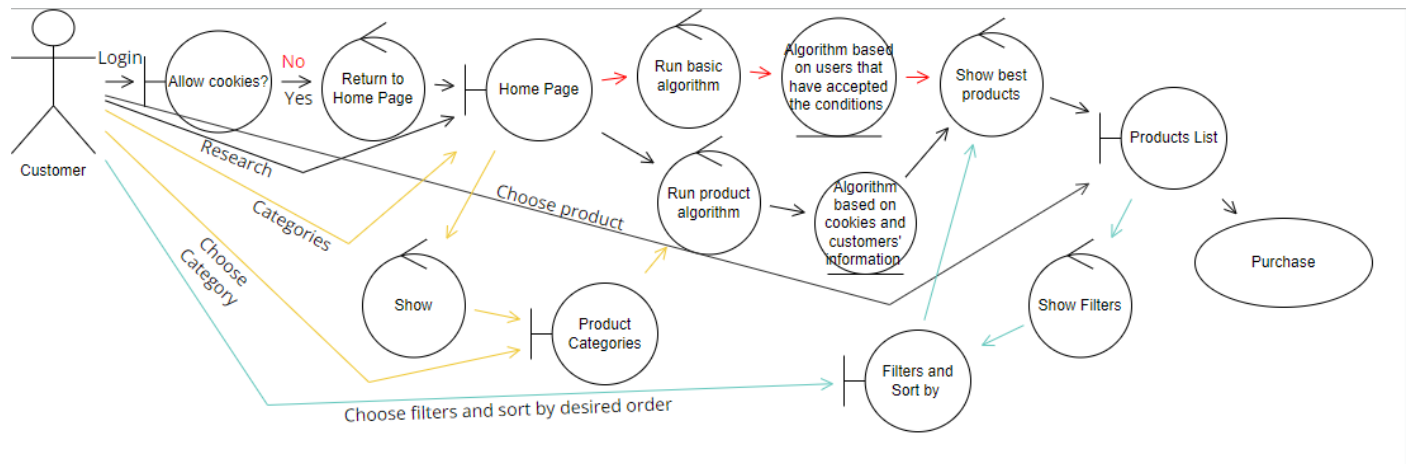 Login
Allow cookies?
No
Yes
Return to
Home Page
Home Page
Run basic
algorithm
Algorithm based
on users that
have accepted
the conditions
Show best
products
Products List
Customer
Research
Categories
Choose
Category
Choose product
Run product
algorithm
Algorithm
based on
cookies and
customers'
information
Purchase
Show
Product
Categories
Show Filters
Filters and
Sort by
Choose filters and sort by desired order